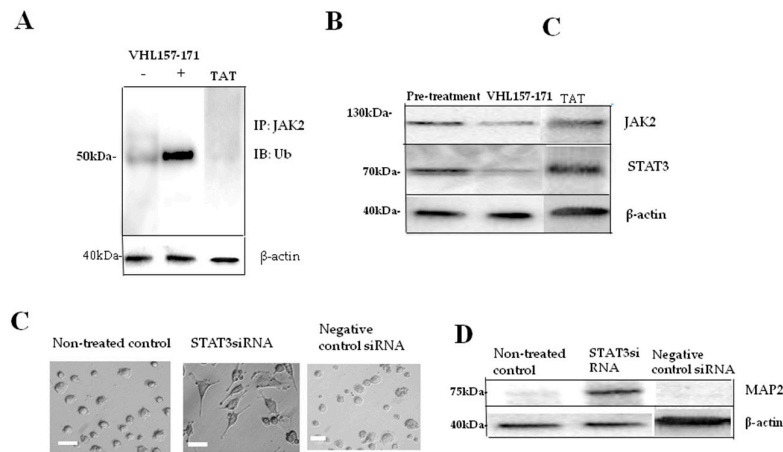 A
VHL157-171
- + TAT
IP: JAK2
50kDa-
IB: Ub
40kDa-
β-actin
B
C
Pre-treatment VHL157-171 TAT
130kDa-
JAK2
70kDa-
STAT3
40kDa-
β-actin
C
Non-treated control
STAT3siRNA
Negative
control siRNA
D
Non-treated
control
STAT3si
RNA
Negative
control siRNA
75kDa-
MAP2
40kDa-
β-actin